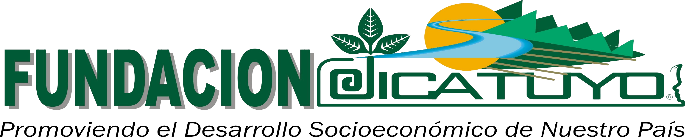 FUNDACION JICATUYO
Promoviendo el Desarrollo Socioeconómico de Nuestro País